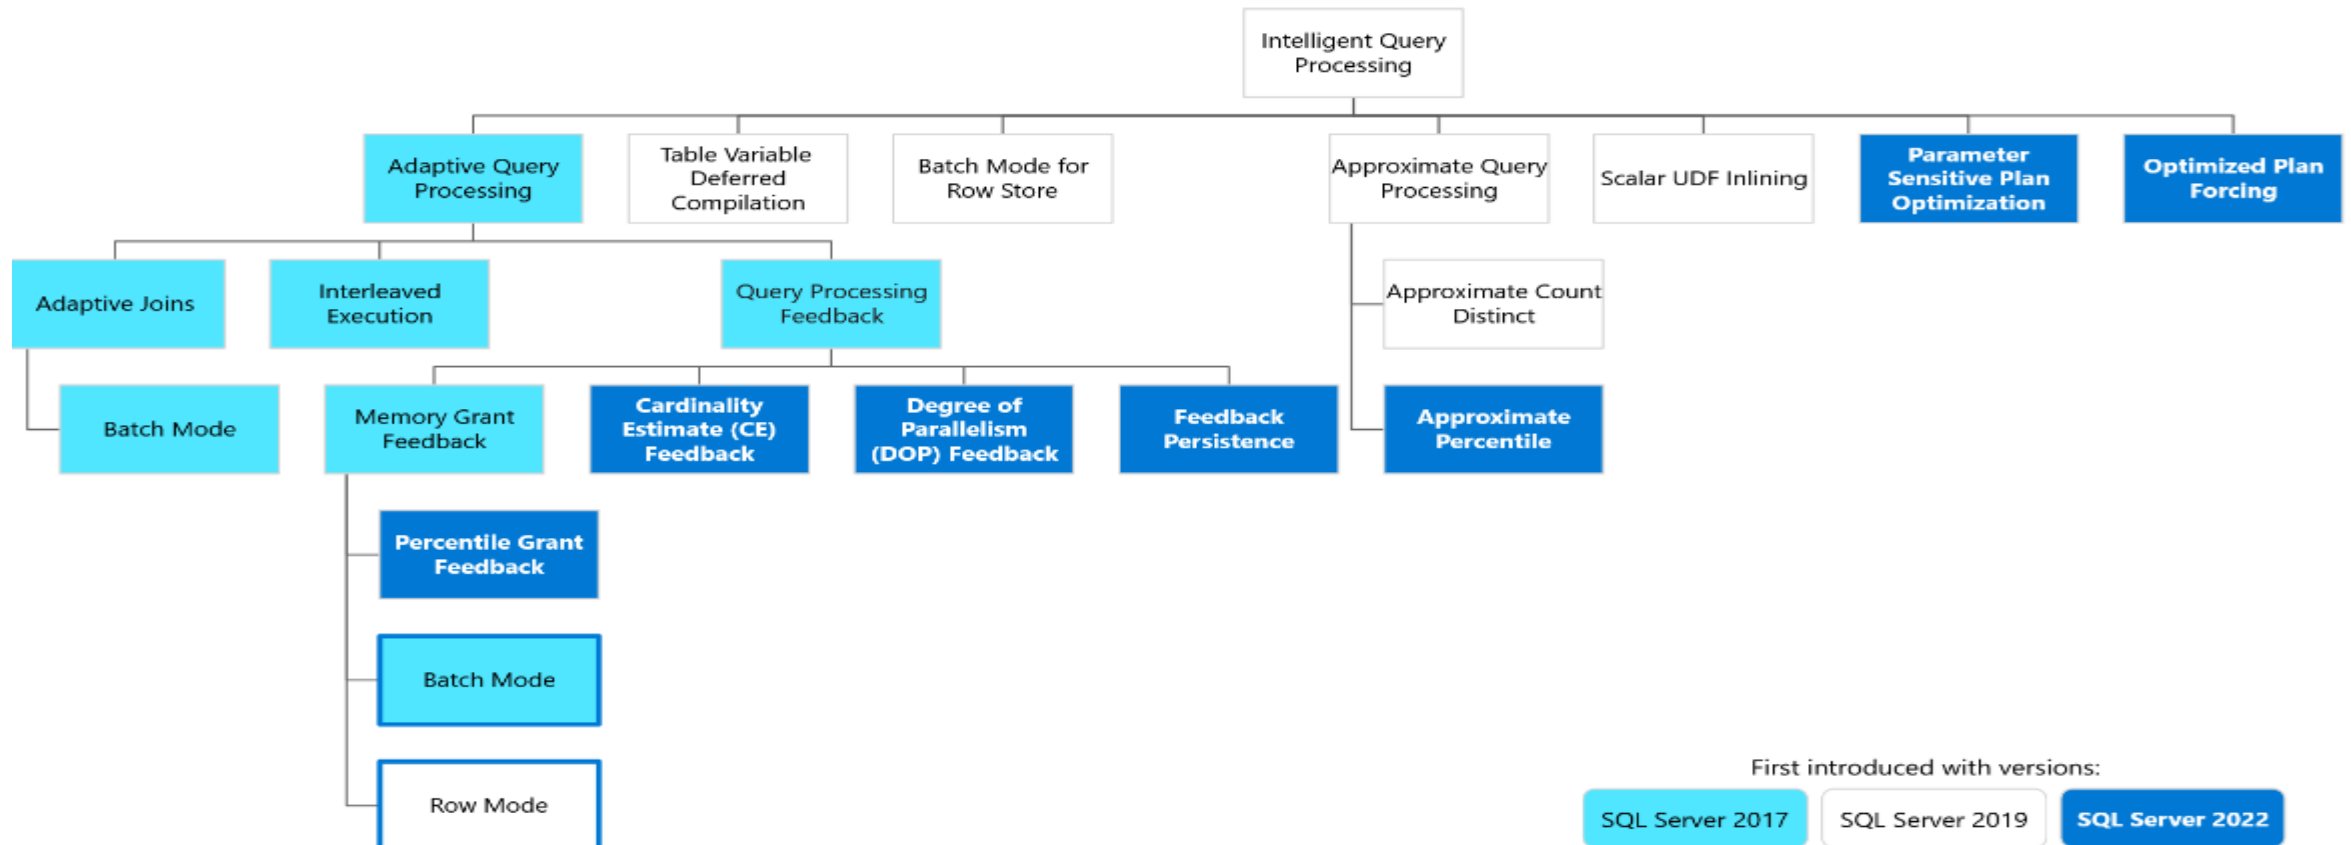 Intelligent Query
Processing
Adaptive Query
Processing
Table Variable
Deferred
Compilation
Batch Mode for
Row Store
Approximate Query
Processing
Scalar UDF Inlining
Parameter
Sensitive Plan
Optimization
Optimized Plan
Forcing
Adaptive Joins
Interleaved
Execution
Query Processing
Feedback
Approximate Count
Distinct
Batch Mode
Memory Grant
Feedback
Cardinality
Estimate (CE)
Feedback
Degree of
Parallelism
(DOP) Feedback
Feedback
Persistence
Approximate
Percentile
Percentile Grant
Feedback
Batch Mode
Row Mode
First introduced with versions:
SQL Server 2017
SQL Server 2019
SQL Server 2022